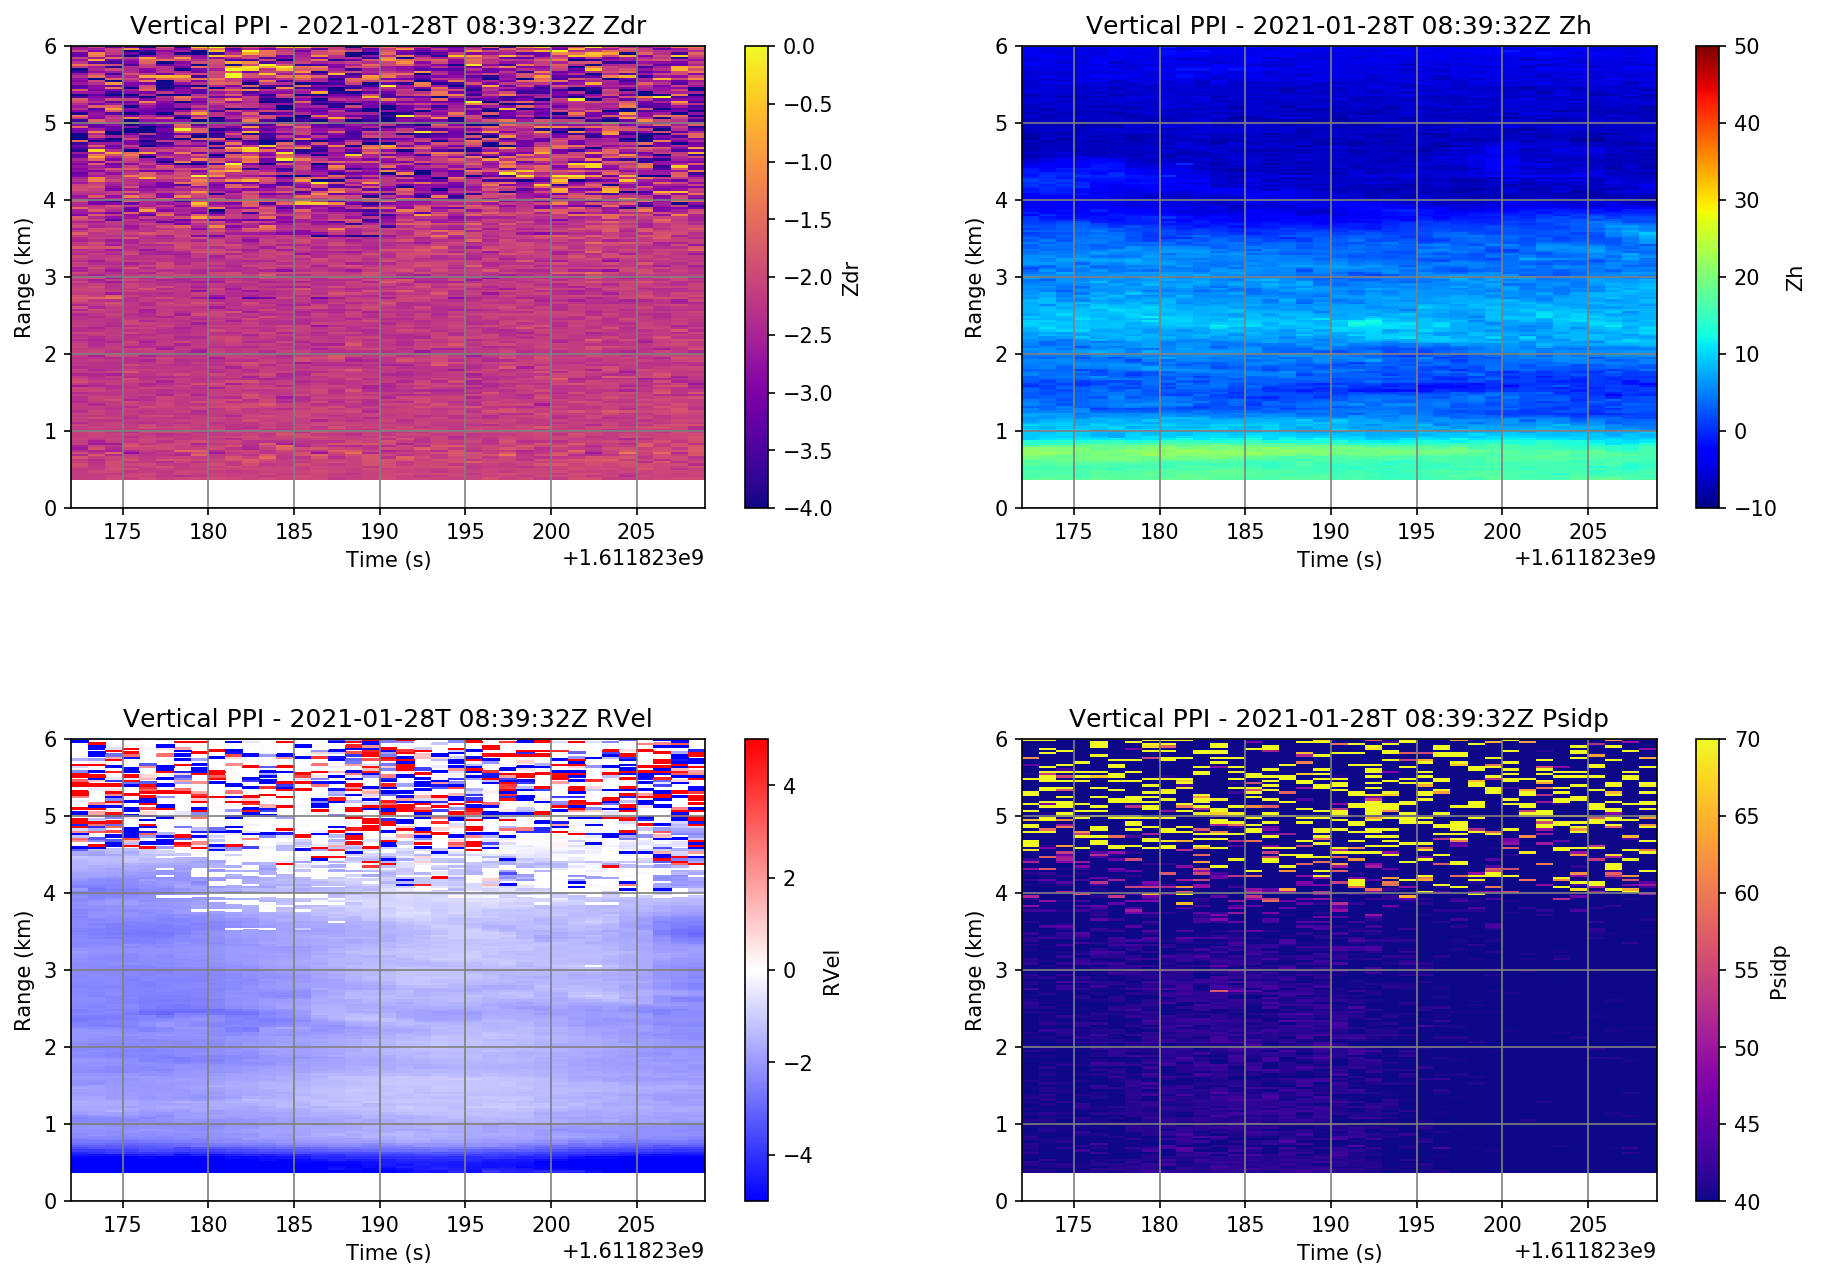 Vertical PPI - 2021-01-28T 08:39:32Z Zdr
6
5
4
3
2
1
0
Range (km)
175 180 185 190 195 200 205
Time (s)
+1.611823e9
0.0
−0.5
−1.0
−1.5
−2.0
−2.5
−3.0
−3.5
−4.0
Zdr
Vertical PPI - 2021-01-28T 08:39:32Z Zh
6
5
4
3
2
1
0
Range (km)
175 180 185 190 195 200 205
Time (s)
+1.611823e9
50
40
30
20
10
0
−10
Zh
Vertical PPI - 2021-01-28T 08:39:32Z RVel
6
5
4
3
2
1
0
Range (km)
175 180 185 190 195 200 205
Time (s)
+1.611823e9
4
2
0
−2
−4
RVel
Vertical PPI - 2021-01-28T 08:39:32Z Psidp
6
5
4
3
2
1
0
Range (km)
175 180 185 190 195 200 205
Time (s)
+1.611823e9
70
65
60
55
50
45
40
Psidp